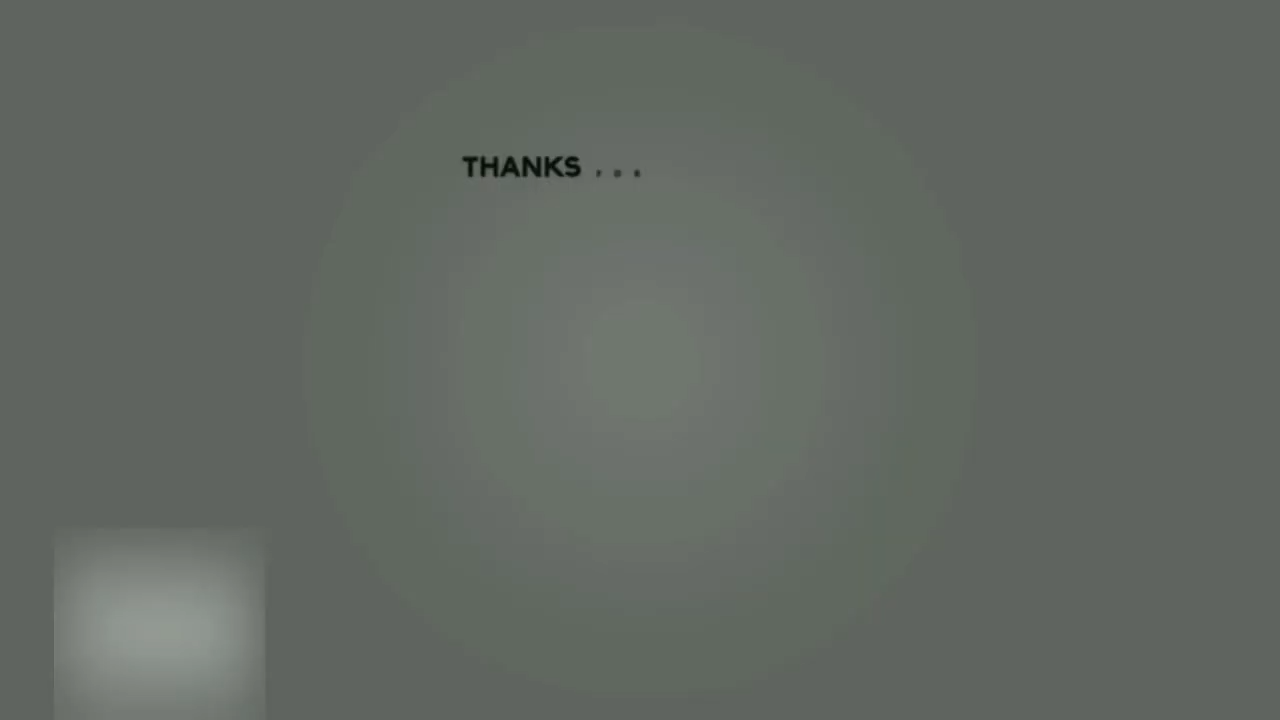 THANKS . . .